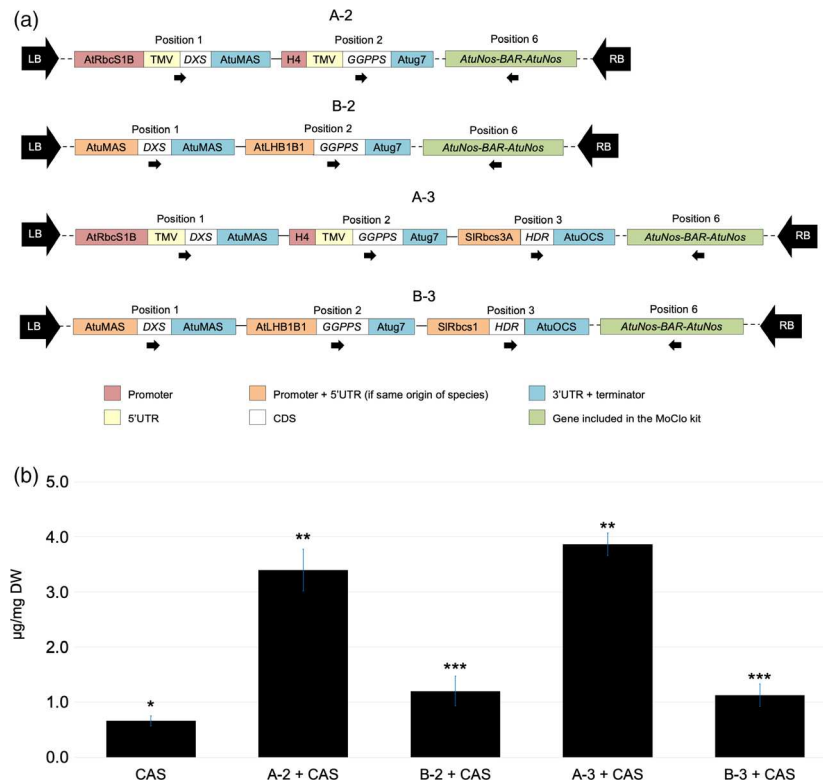 (a)
A-2
Position 1 Position 2 Position 6
LB AtRbcS1B TMV DXS AtuMAS H4 TMV GGPPS Atug7 AtuNos-BAR-AtuNos RB
B-2
Position 1 Position 2 Position 6
LB AtuMAS DXS AtuMAS AtLHB1B1 GGPPS Atug7 AtuNos-BAR-AtuNos RB
A-3
Position 1 Position 2 Position 3 Position 6
LB AtRbcS1B TMV DXS AtuMAS H4 TMV GGPPS Atug7 SlRbcs3A HDR AtuOCS AtuNos-BAR-AtuNos RB
B-3
Position 1 Position 2 Position 3 Position 6
LB AtuMAS DXS AtuMAS AtLHB1B1 GGPPS Atug7 SlRbcs1 HDR AtuOCS AtuNos-BAR-AtuNos RB
Promoter Promoter + 5'UTR (if same origin of species) 3'UTR + terminator
5'UTR CDS Gene included in the MoClo kit
(b)
µg/mg DW
5.0
4.0
3.0
2.0
1.0
0.0
* ** *** ** ***
CAS A-2 + CAS B-2 + CAS A-3 + CAS B-3 + CAS